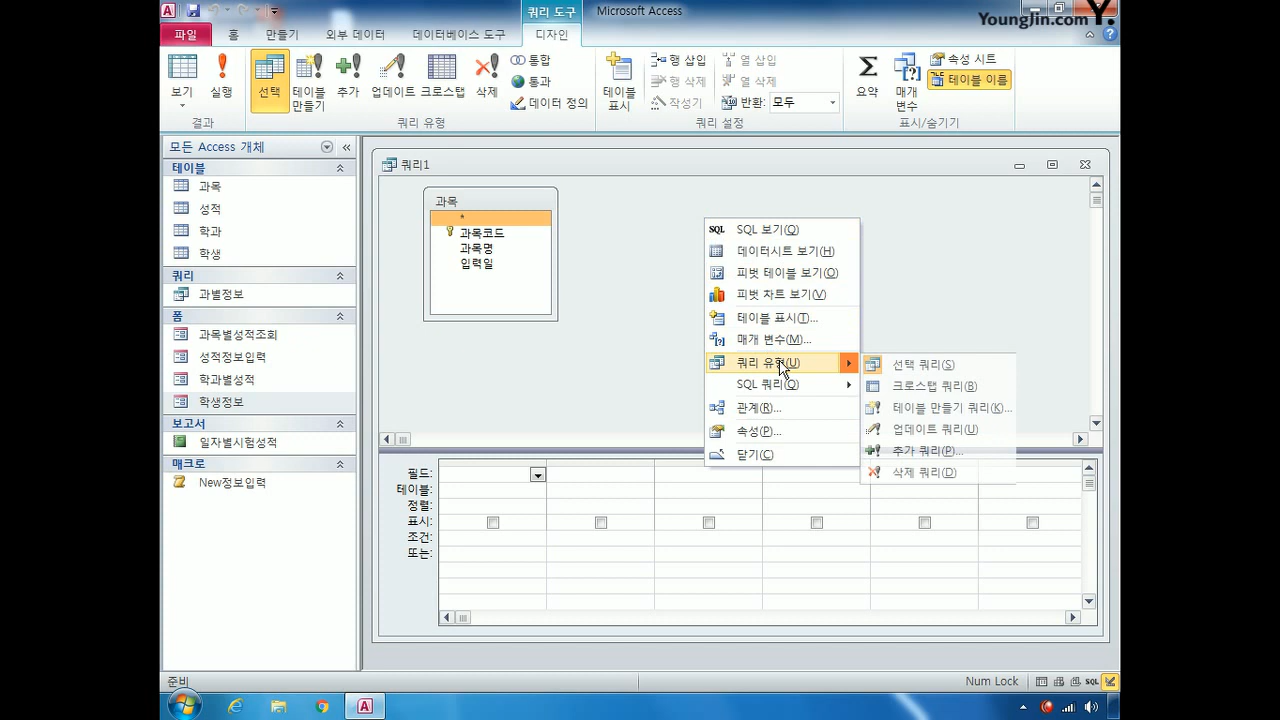 쿼리 도구
Microsoft Access
YoungJin.com Y.
파일
홈
만들기
외부 데이터
데이터베이스 도구
디자인
보기
실행
결과
선택
테이블 만들기
추가
업데이트
크로스탭
삭제
통합
통과
데이터 정의
쿼리 유형
테이블 표시
행 삽입
행 삭제
작성기
열 삽입
열 삭제
반환: 모두
쿼리 설정
요약
매개 변수
속성 시트
테이블 이름
표시/숨기기
모든 Access 개체
테이블
과목
성적
학과
학생
쿼리
과별정보
폼
과목별성적조회
성적정보입력
학과별성적
학생정보
보고서
일자별시험성적
매크로
New정보입력
쿼리1
과목
*
과목코드
과목명
입력일
SQL SQL 보기(Q)
데이터시트 보기(H)
피벗 테이블 보기(O)
피벗 차트 보기(V)
테이블 표시(T)...
매개 변수(M)...
쿼리 유형(U)
SQL 쿼리(Q)
관계(R)...
속성(P)...
닫기(C)
선택 쿼리(S)
크로스탭 쿼리(B)
테이블 만들기 쿼리(K)...
업데이트 쿼리(U)
추가 쿼리(P)...
삭제 쿼리(D)
필드:
테이블:
정렬:
표시:
조건:
또는:
준비
Num Lock
SQL